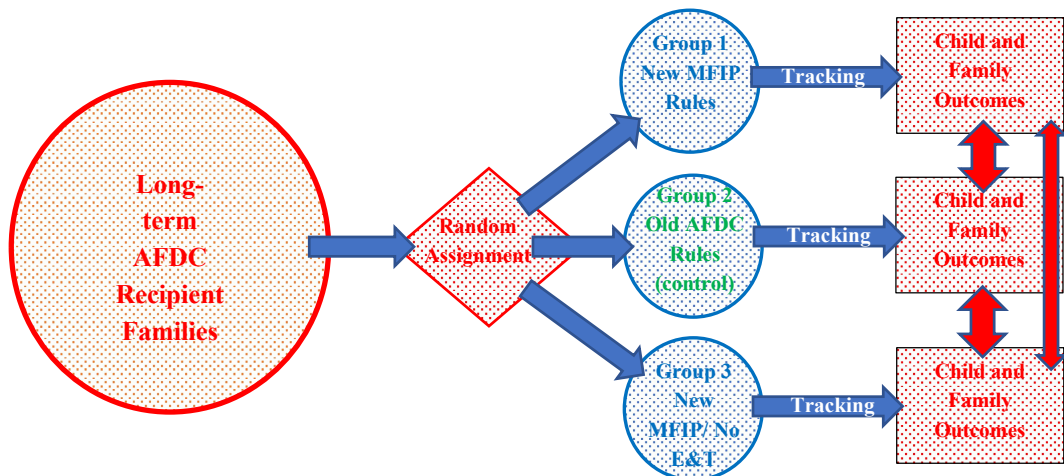 Long-
term
AFDC
Recipient
Families
Random
Assignment
Group 1
New MFIP
Rules
Tracking
Child and
Family
Outcomes
Group 2
Old AFDC
Rules
(control)
Tracking
Child and
Family
Outcomes
Group 3
New
MFIP/ No
E&T
Tracking
Child and
Family
Outcomes